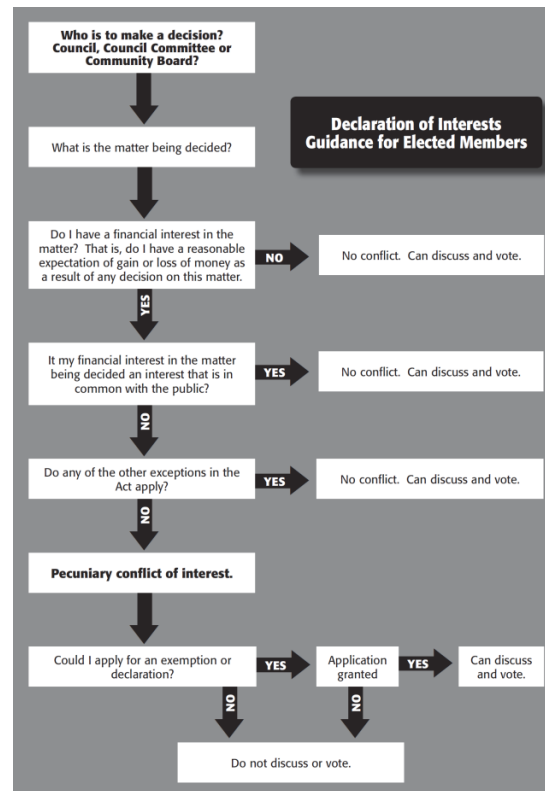 Who is to make a decision?
Council, Council Committee or
Community Board?
Declaration of Interests
Guidance for Elected Members
What is the matter being decided?
Do I have a financial interest in the
matter? That is, do I have a reasonable
expectation of gain or loss of money as
a result of any decision on this matter.
NO
No conflict. Can discuss and vote.
YES
It my financial interest in the matter
being decided an interest that is in
common with the public?
YES
No conflict. Can discuss and vote.
NO
Do any of the other exceptions in the
Act apply?
YES
No conflict. Can discuss and vote.
NO
Pecuniary conflict of interest.
Could I apply for an exemption or
declaration?
YES
Application
granted
YES
Can discuss
and vote.
NO
NO
Do not discuss or vote.